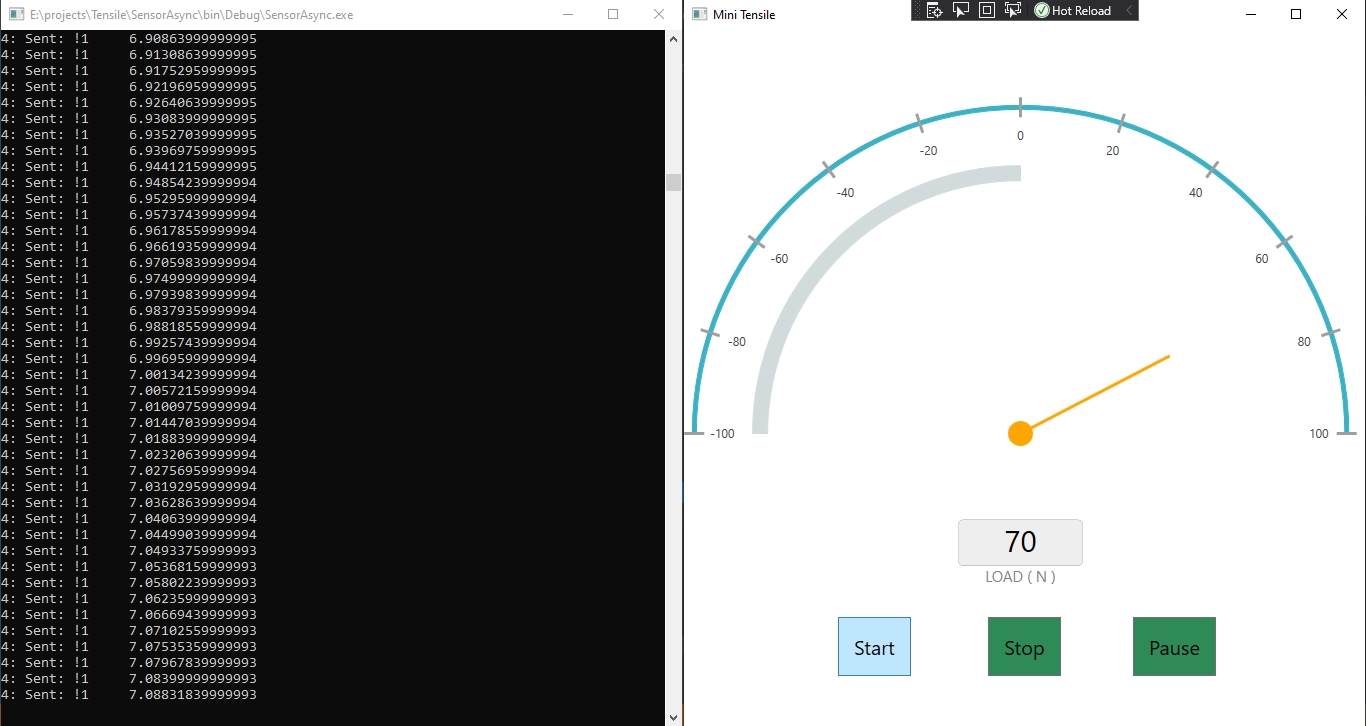 E:\projects\Tensile\SensorAsync\bin\Debug\SensorAsync.exe
4: Sent: !1     6.90863999999995
4: Sent: !1     6.91308639999995
4: Sent: !1     6.91752959999995
4: Sent: !1     6.92196959999995
4: Sent: !1     6.92640639999995
4: Sent: !1     6.93083999999995
4: Sent: !1     6.93527039999995
4: Sent: !1     6.93969759999995
4: Sent: !1     6.94412159999995
4: Sent: !1     6.94854239999994
4: Sent: !1     6.95295999999994
4: Sent: !1     6.95737439999994
4: Sent: !1     6.96178559999994
4: Sent: !1     6.96619359999994
4: Sent: !1     6.97059839999994
4: Sent: !1     6.97499999999994
4: Sent: !1     6.97939839999994
4: Sent: !1     6.98379359999994
4: Sent: !1     6.98818559999994
4: Sent: !1     6.99257439999994
4: Sent: !1     6.99695999999994
4: Sent: !1     7.00134239999994
4: Sent: !1     7.00572159999994
4: Sent: !1     7.01009759999994
4: Sent: !1     7.01447039999994
4: Sent: !1     7.01883999999994
4: Sent: !1     7.02320639999994
4: Sent: !1     7.02756959999994
4: Sent: !1     7.03192959999994
4: Sent: !1     7.03628639999994
4: Sent: !1     7.04063999999994
4: Sent: !1     7.04499039999994
4: Sent: !1     7.04933759999993
4: Sent: !1     7.05368159999993
4: Sent: !1     7.05802239999993
4: Sent: !1     7.06235999999993
4: Sent: !1     7.06669439999993
4: Sent: !1     7.07102559999993
4: Sent: !1     7.07535359999993
4: Sent: !1     7.07967839999993
4: Sent: !1     7.08399999999993
4: Sent: !1     7.08831839999993
Mini Tensile
Hot Reload
0
-20 20
-40 40
-60 60
-80 80
-100 100
70
LOAD ( N )
Start Stop Pause